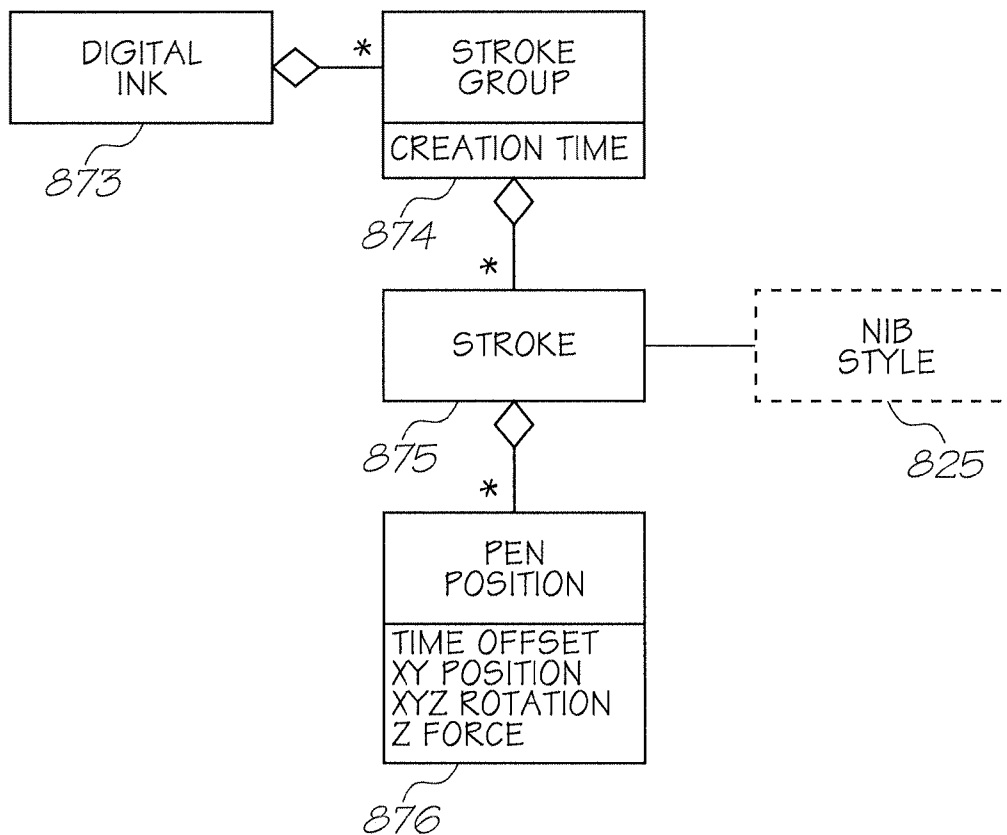 DIGITAL
INK
*
STROKE
GROUP
CREATION TIME
873
874
*
STROKE
NIB
STYLE
875
825
*
PEN
POSITION
TIME OFFSET
XY POSITION
XYZ ROTATION
Z FORCE
876